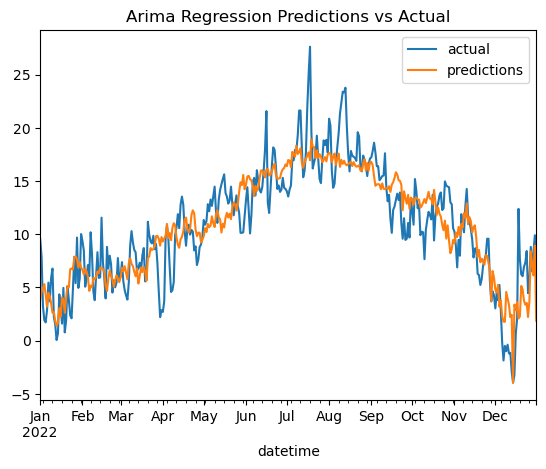 Arima Regression Predictions vs Actual
actual
predictions
25
20
15
10
5
0
−5
Jan Feb Mar Apr May Jun Jul Aug Sep Oct Nov Dec
2022
datetime